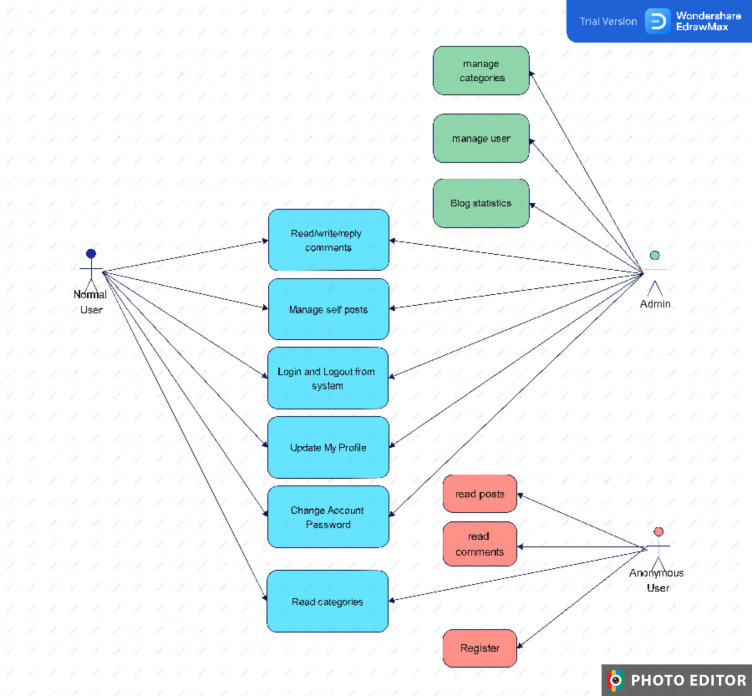 Trial Version
Wondershare
EdrawMax
manage
categories
manage user
Blog statistics
Read/write/reply
comments
Manage self posts
Login and Logout from
system
Update My Profile
Change Account
Password
Read categories
Normal
User
Admin
read posts
read
comments
Register
Anonymous
User
PHOTO EDITOR